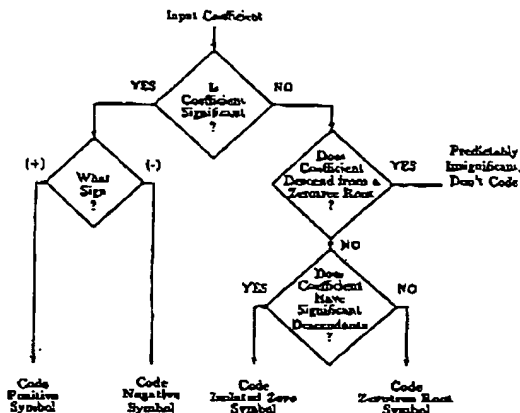 Input Coefficient
YES
Is
Coefficient
Significant
?
NO
(+)
What
Sign
?
(-)
Does
Coefficient
Descend from a
Zerotree Root
?
YES
Predictably
Insignificant,
Don't Code
NO
YES
Does
Coefficient
Have
Significant
Descendants
?
NO
Code
Positive
Symbol
Code
Negative
Symbol
Code
Isolated Zero
Symbol
Code
Zerotree Root
Symbol